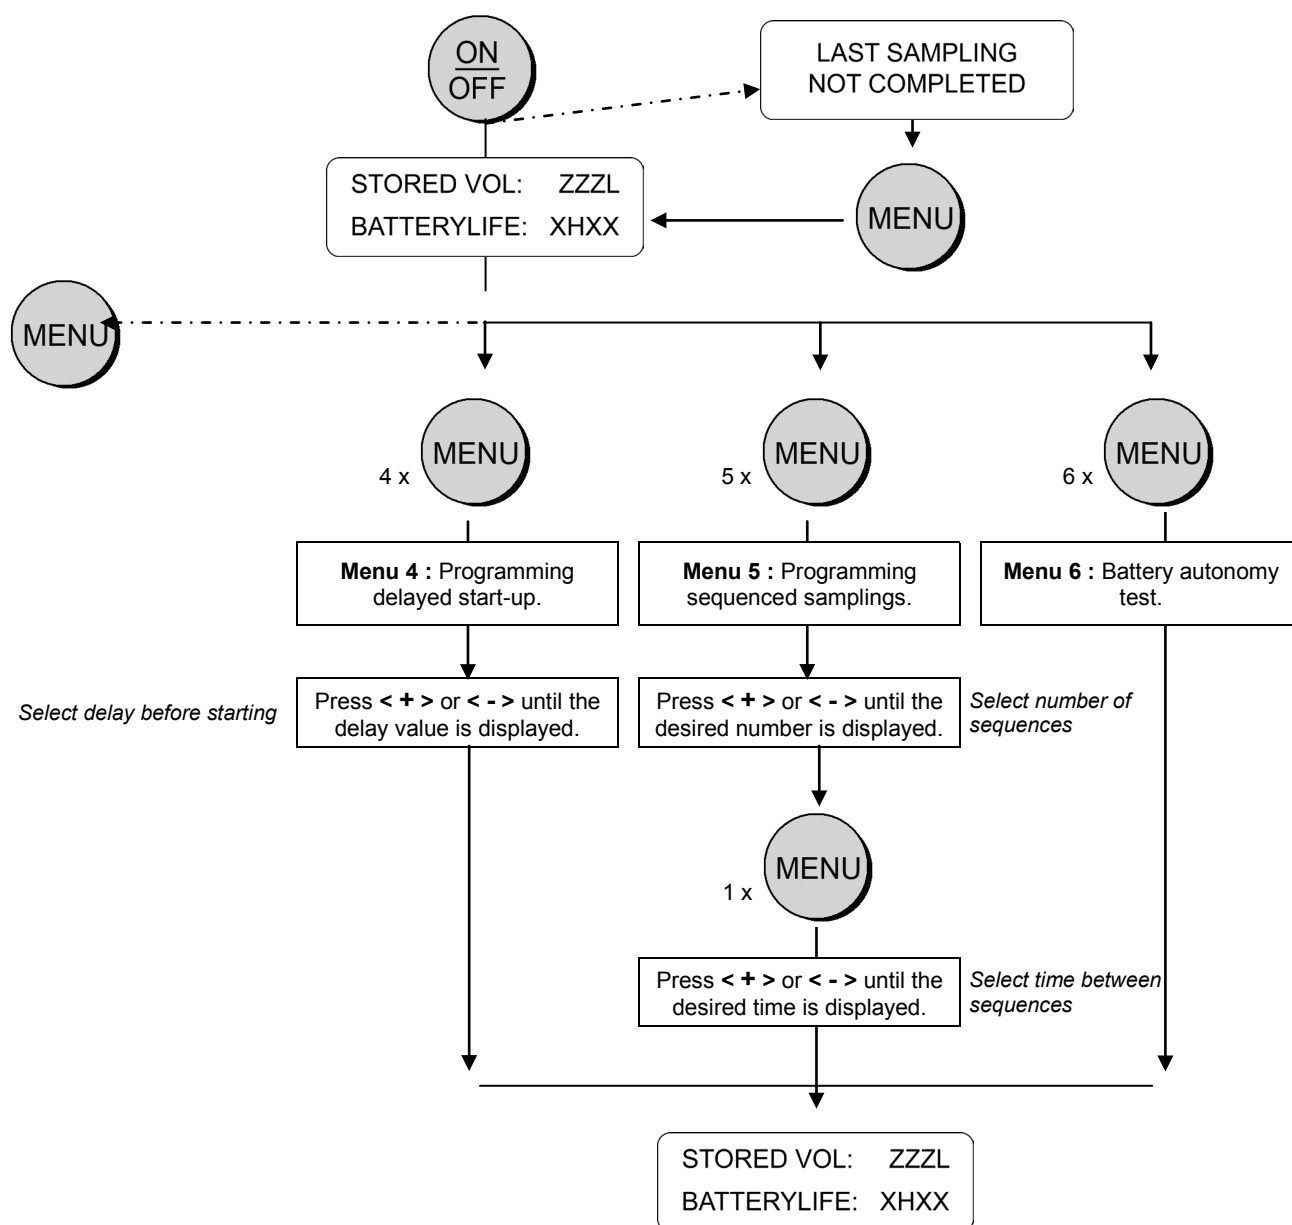 ON
OFF
LAST SAMPLING
NOT COMPLETED
STORED VOL: ZZZL
BATTERYLIFE: XHXX
MENU
MENU
4 x MENU
5 x MENU
6 x MENU
Menu 4 : Programming
delayed start-up.
Menu 5 : Programming
sequenced samplings.
Menu 6 : Battery autonomy
test.
Select delay before starting
Press < + > or < - > until the
delay value is displayed.
Press < + > or < - > until the
desired number is displayed.
Select number of
sequences
1 x MENU
Press < + > or < - > until the
desired time is displayed.
Select time between
sequences
STORED VOL: ZZZL
BATTERYLIFE: XHXX